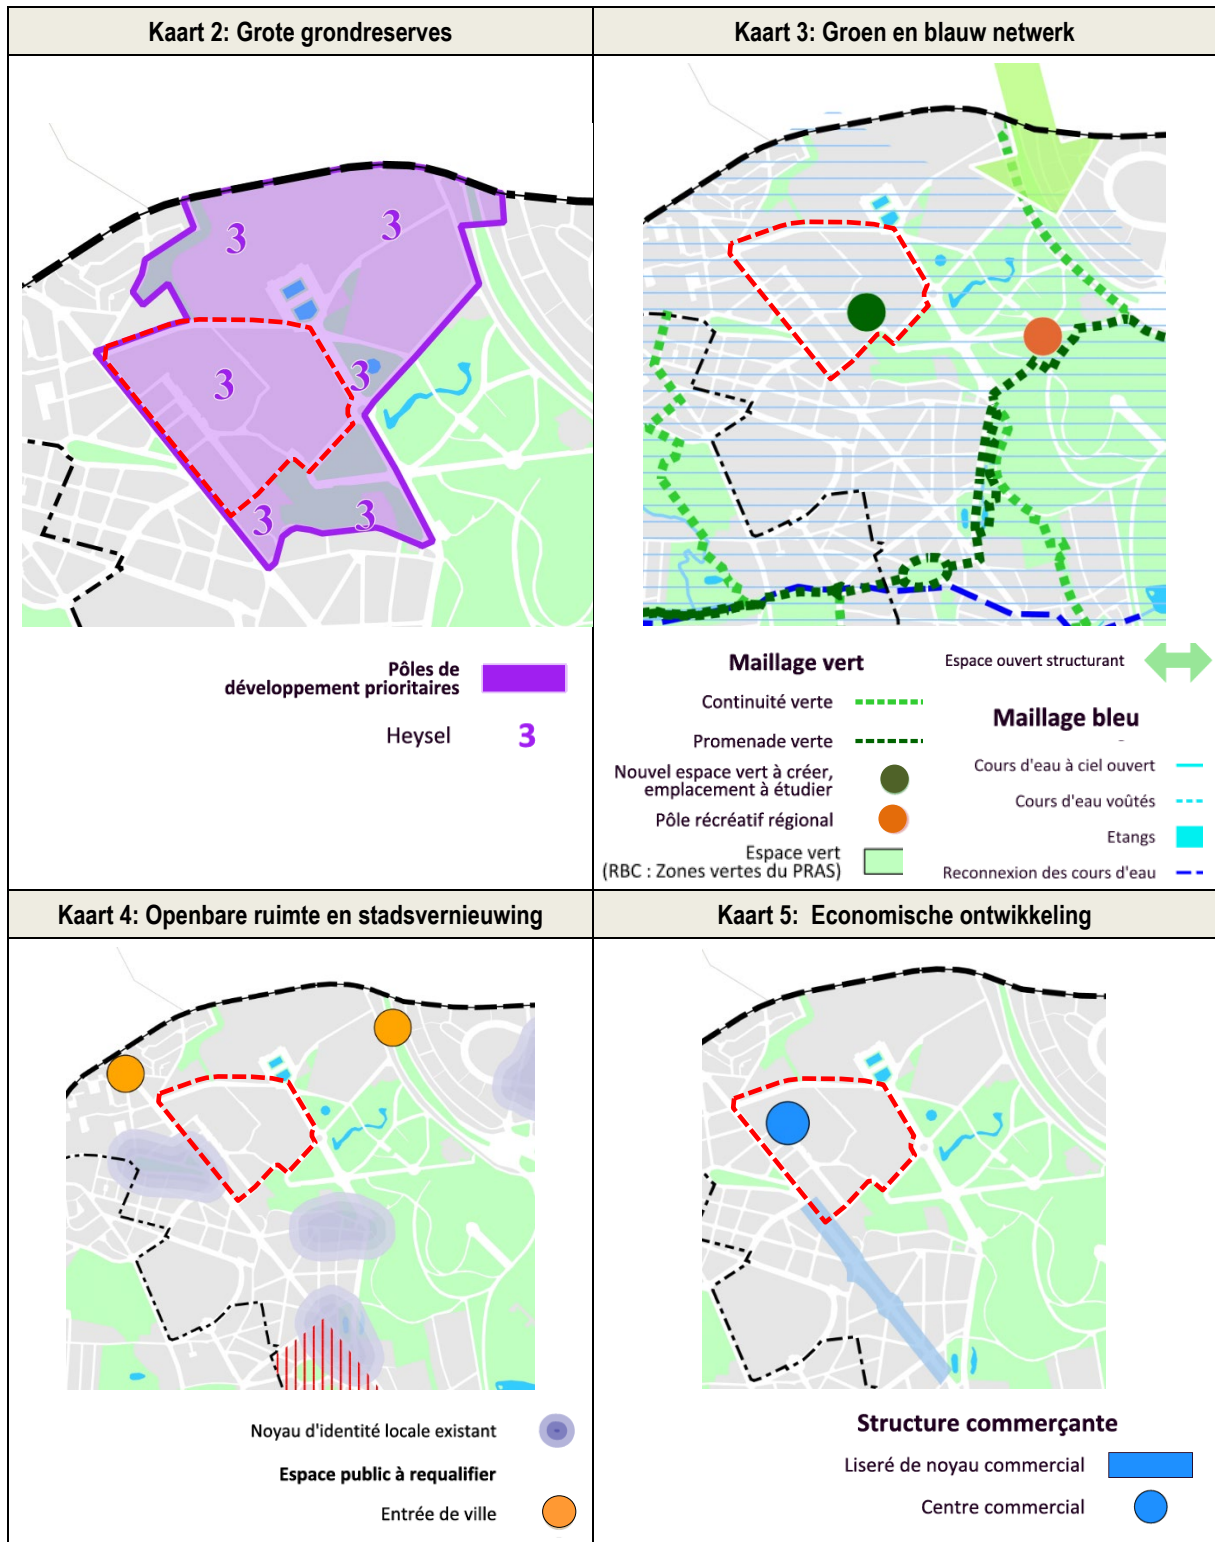 Kaart 2: Grote grondreserves
Kaart 3: Groen en blauw netwerk
3
3
3
3
3
3
Pôles de
développement prioritaires
Heysel 3
Maillage vert
Continuité verte
Promenade verte
Nouvel espace vert à créer,
emplacement à étudier
Pôle récréatif régional
Espace vert
(RBC : Zones vertes du PRAS)
Espace ouvert structurant
Maillage bleu
Cours d'eau à ciel ouvert
Cours d'eau voûtés
Etangs
Reconnexion des cours d'eau
Kaart 4: Openbare ruimte en stadsvernieuwing
Kaart 5: Economische ontwikkeling
Noyau d'identité locale existant
Espace public à requalifier
Entrée de ville
Structure commerçante
Liseré de noyau commercial
Centre commercial